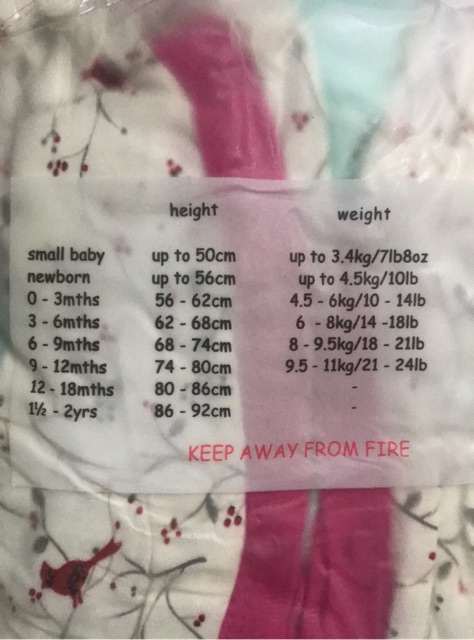 height weight
small baby up to 50cm up to 3.4kg/7lb8oz
newborn up to 56cm up to 4.5kg/10lb
0 - 3mths 56 - 62cm 4.5 - 6kg/10 - 14lb
3 - 6mths 62 - 68cm 6 - 8kg/14 -18lb
6 - 9mths 68 - 74cm 8 - 9.5kg/18 - 21lb
9 - 12mths 74 - 80cm 9.5 - 11kg/21 - 24lb
12 - 18mths 80 - 86cm -
1½ - 2yrs 86 - 92cm -
KEEP AWAY FROM FIRE